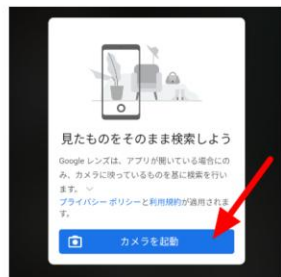 見たものをそのまま検索しよう
Google レンズは、アプリが開いている場合にの
み、カメラに映っているものを基に検索を行い
ます。
プライバシー ポリシーと利用規約が適用されま
す。
カメラを起動